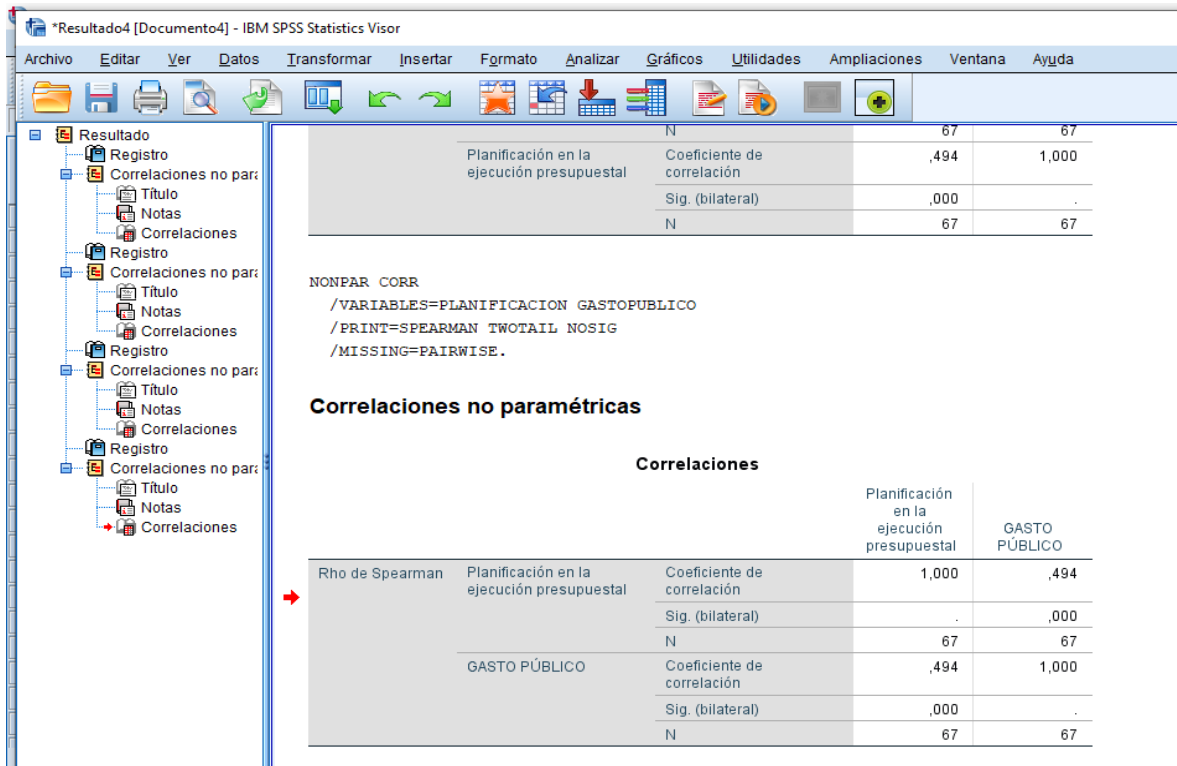 *Resultado4 [Documento4] - IBM SPSS Statistics Visor
Archivo Editar Ver Datos Transformar Insertar Formato Analizar Gráficos Utilidades Ampliaciones Ventana Ayuda
Resultado
Registro
Correlaciones no pará
Título
Notas
Correlaciones
Registro
Correlaciones no pará
Título
Notas
Correlaciones
Registro
Correlaciones no pará
Título
Notas
Correlaciones
Registro
Correlaciones no pará
Título
Notas
Correlaciones
N 67 67
Planificación en la Coeficiente de ,494 1,000
ejecución presupuestal correlación
Sig. (bilateral) ,000 .
N 67 67
NONPAR CORR
/VARIABLES=PLANIFICACION GASTOPUBLICO
/PRINT=SPEARMAN TWOTAIL NOSIG
/MISSING=PAIRWISE.
Correlaciones no paramétricas
Correlaciones
Planificación
en la
ejecución GASTO
presupuestal PÚBLICO
Rho de Spearman Planificación en la Coeficiente de 1,000 ,494
ejecución presupuestal correlación
Sig. (bilateral) . ,000
N 67 67
GASTO PÚBLICO Coeficiente de ,494 1,000
correlación
Sig. (bilateral) ,000 .
N 67 67